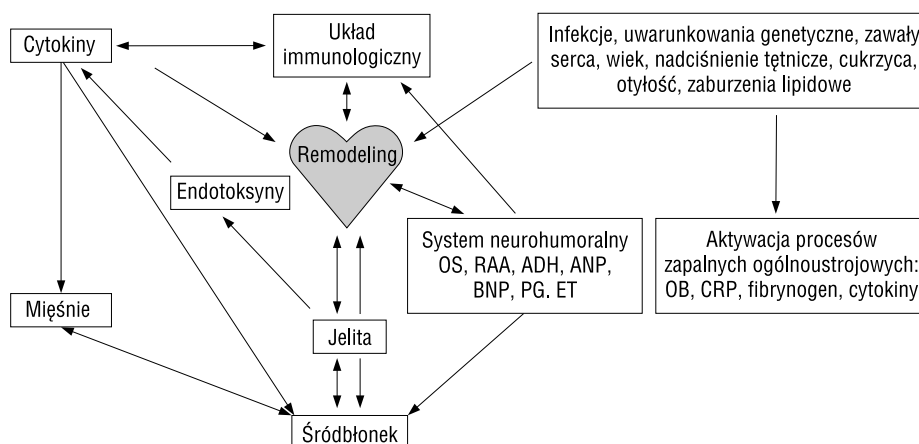 Cytokiny
Układ
immunologiczny
Infekcje, uwarunkowania genetyczne, zawały
serca, wiek, nadciśnienie tętnicze, cukrzyca,
otyłość, zaburzenia lipidowe
Remodeling
Endotoksyny
System neurohumoralny
OS, RAA, ADH, ANP,
BNP, PG. ET
Aktywacja procesów
zapalnych ogólnoustrojowych:
OB, CRP, fibrynogen, cytokiny
Mięśnie
Jelita
Śródbłonek